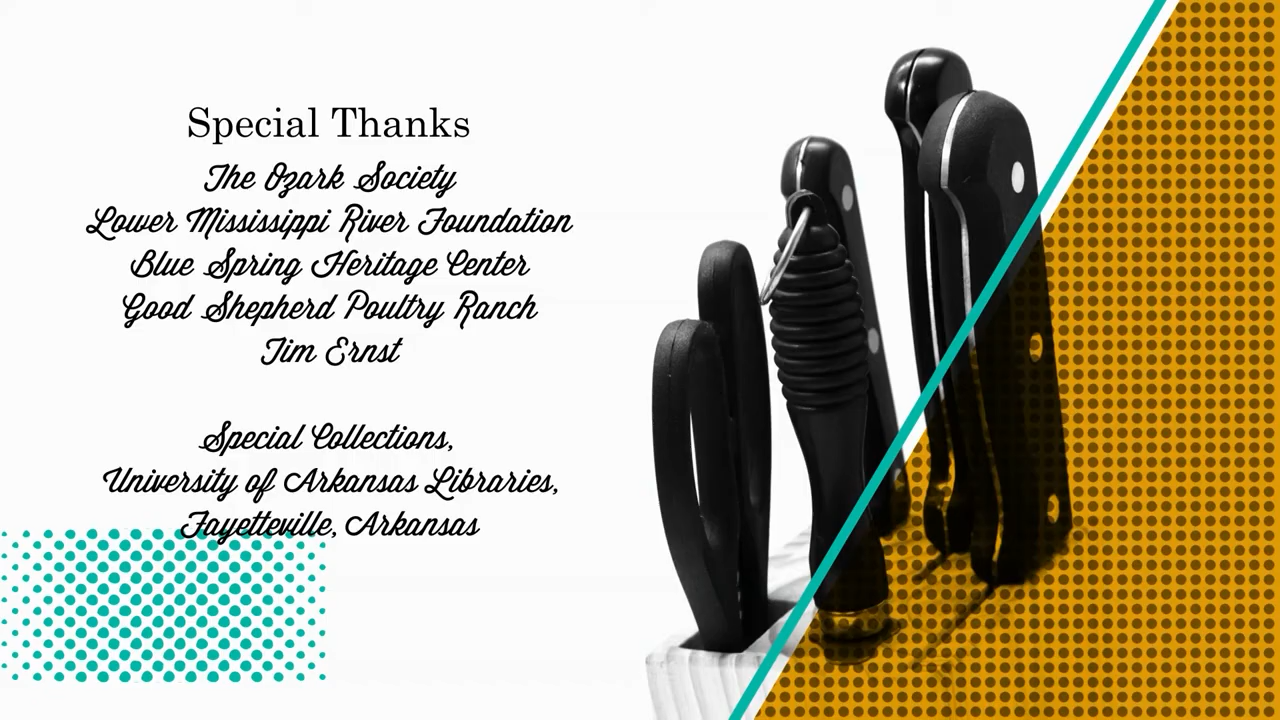 Special Thanks
The Ozark Society
Lower Mississippi River Foundation
Blue Spring Heritage Center
Good Shepherd Poultry Ranch
Tim Ernst
Special Collections,
University of Arkansas Libraries,
Fayetteville, Arkansas